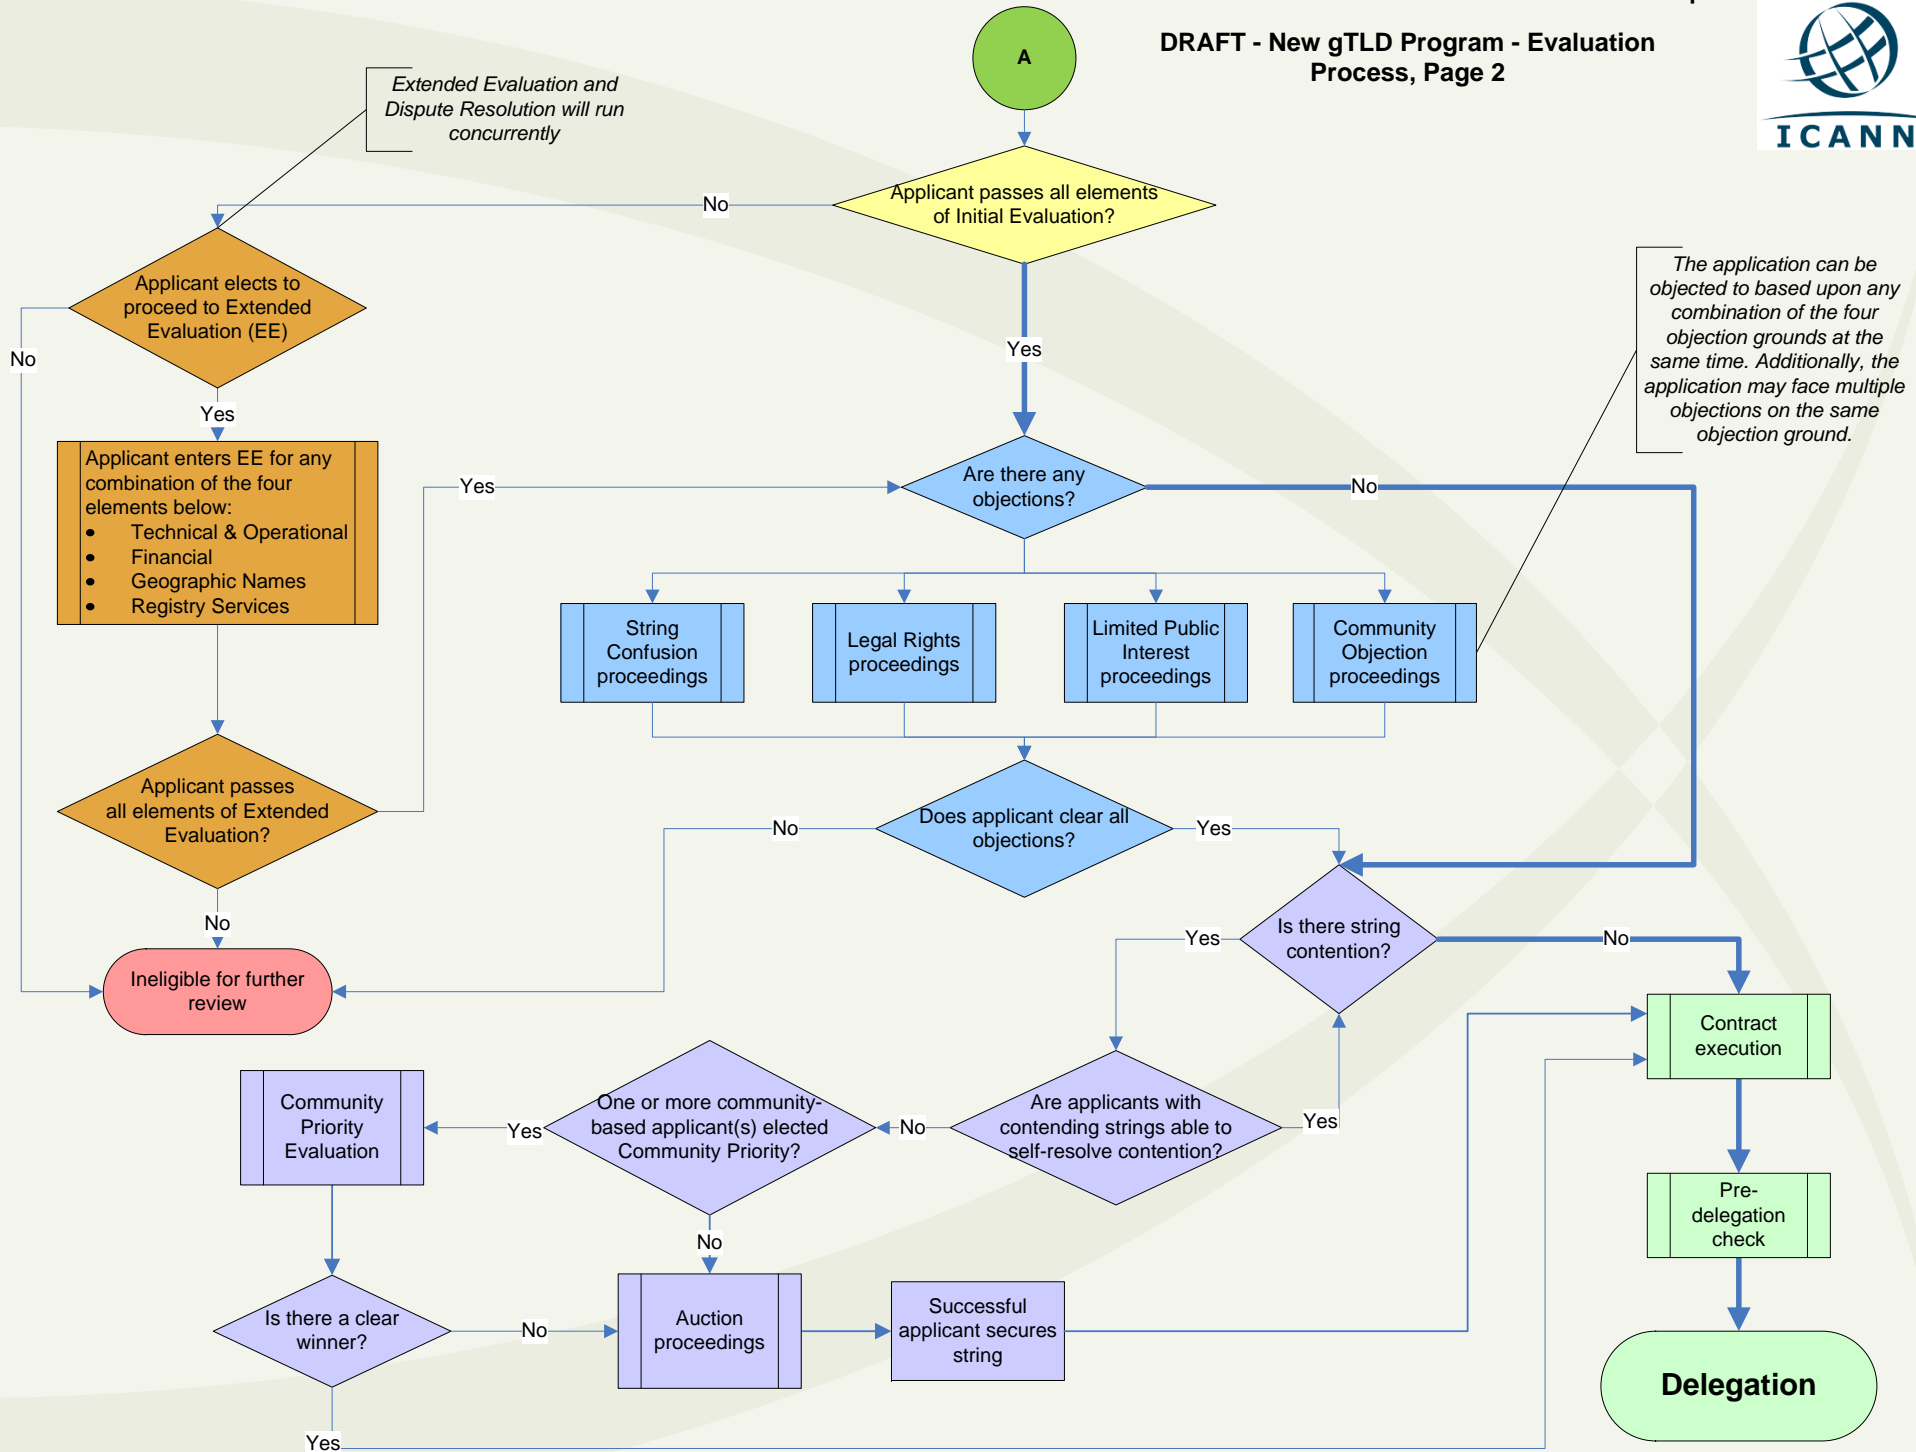 A
DRAFT - New gTLD Program - Evaluation
Process, Page 2
ICANN
Extended Evaluation and
Dispute Resolution will run
concurrently
Applicant passes all elements
of Initial Evaluation?
No
Applicant elects to
proceed to Extended
Evaluation (EE)
The application can be
objected to based upon any
combination of the four
objection grounds at the
same time. Additionally, the
application may face multiple
objections on the same
objection ground.
No
Yes
Yes
Applicant enters EE for any
combination of the four
elements below:
• Technical & Operational
• Financial
• Geographic Names
• Registry Services
Yes
Are there any
objections?
No
String
Confusion
proceedings
Legal Rights
proceedings
Limited Public
Interest
proceedings
Community
Objection
proceedings
Applicant passes
all elements of Extended
Evaluation?
No
Does applicant clear all
objections?
Yes
No
Is there string
contention?
Yes
No
Ineligible for further
review
Contract
execution
Community
Priority
Evaluation
Yes
One or more community-
based applicant(s) elected
Community Priority?
No
Are applicants with
contending strings able to
self-resolve contention?
Yes
Pre-
delegation
check
No
Is there a clear
winner?
No
Auction
proceedings
Successful
applicant secures
string
Delegation
Yes